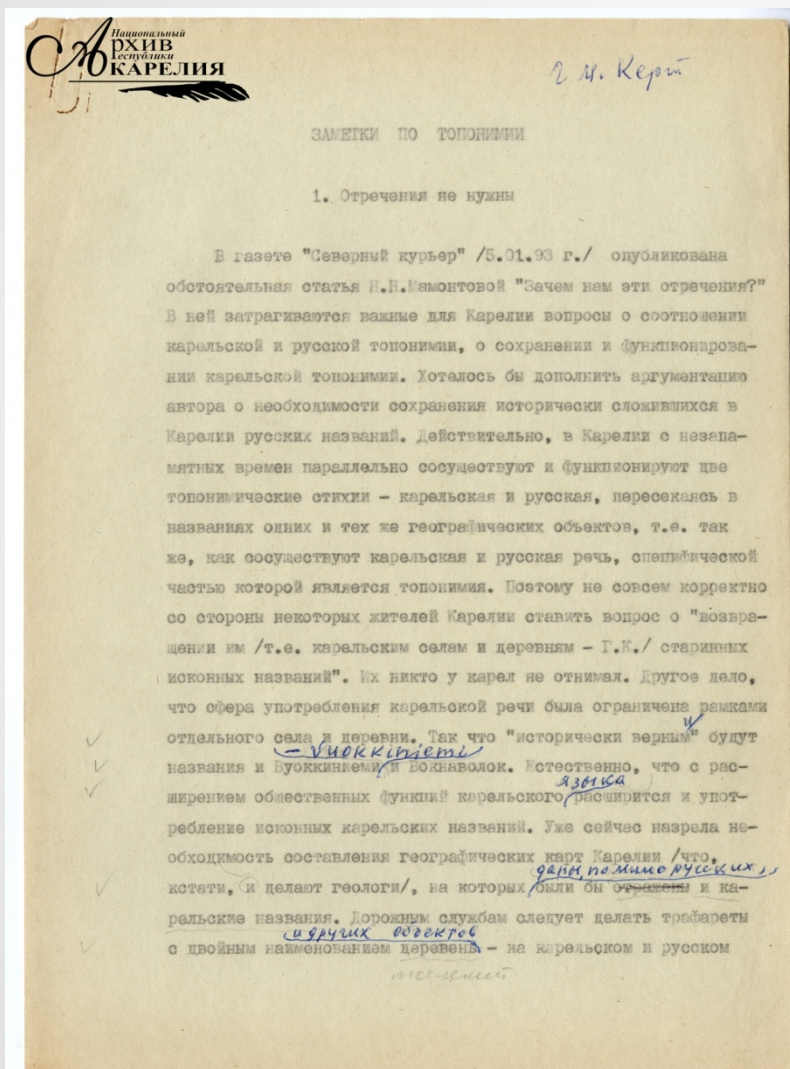 Национальный
АРХИВ
Республики
КАРЕЛИЯ
Г М. Керт
ЗАМЕТКИ ПО ТОПОНИМИИ
1. Отречения не нужны
В газете "Северный курьер" /5.01.93 г./ опубликована
обстоятельная статья Н.Н.Мамонтовой "Зачем нам эти отречения?"
В ней затрагиваются важные для Карелии вопросы о соотношении
карельской и русской топонимии, о сохранении и функционирова-
нии карельской топонимии. Хотелось бы дополнить аргументацию
автора о необходимости сохранения исторически сложившихся в
Карелии русских названий. Действительно, в Карелии с незапа-
мятных времен параллельно сосуществуют и функционируют две
топонимические стихии – карельская и русская, пересекаясь в
названиях одних и тех же географических объектов, т.е. так
же, как сосуществуют карельская и русская речь, специфической
частью которой является топонимия. Поэтому не совсем корректно
со стороны некоторых жителей Карелии ставить вопрос о "возвра-
щении им /т.е. карельским селам и деревням – Г.К./ старинных
исконных названий". Их никто у карел не отнимал. Другое дело,
что сфера употребления карельской речи была ограничена рамками
отдельного села и деревни. Так что "исторически верным" будут
и
– Vuokkiniemi
названия и Вуоккиниеми и Вокнаволок. Естественно, что с рас-
языка
ширением общественных функций карельского расширится и упот-
ребление исконных карельских названий. Уже сейчас назрела не-
обходимость составления географических карт Карелии /что,
даны, помимо русских,
кстати, и делают геологи/, на которых были бы отражены и ка-
рельские названия. Дорожным службам следует делать трафареты
и других объектов
с двойным наименованием деревень – на карельском и русском